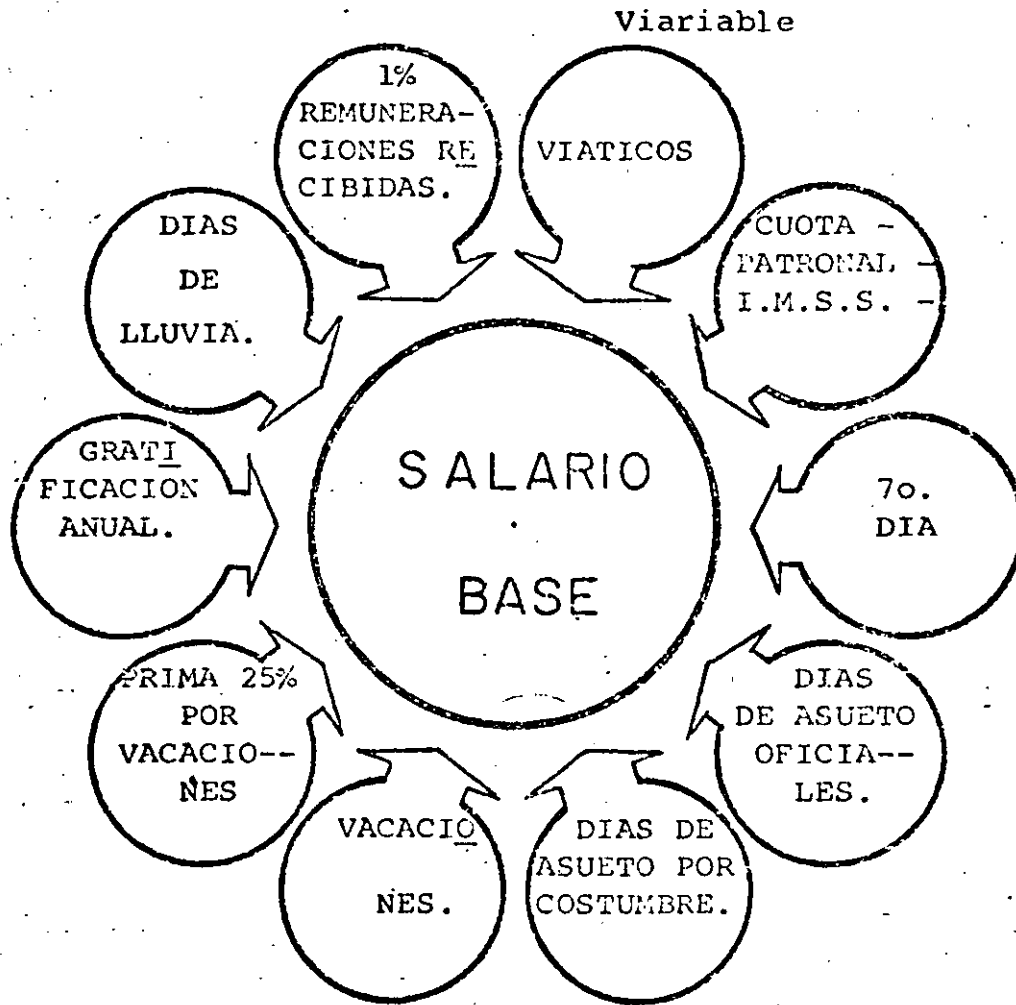 Viariable
1%
REMUNERA-
CIONES RE
CIBIDAS.
VIATICOS
CUOTA -
PATRONAL -
I.M.S.S. -
7o.
DIA
DIAS
DE ASUETO
OFICIA--
LES.
DIAS DE
ASUETO POR
COSTUMBRE.
VACACIO
NES.
PRIMA 25%
POR
VACACIO--
NES
GRATI
FICACION
ANUAL.
DIAS
DE
LLUVIA.
SALARIO
BASE